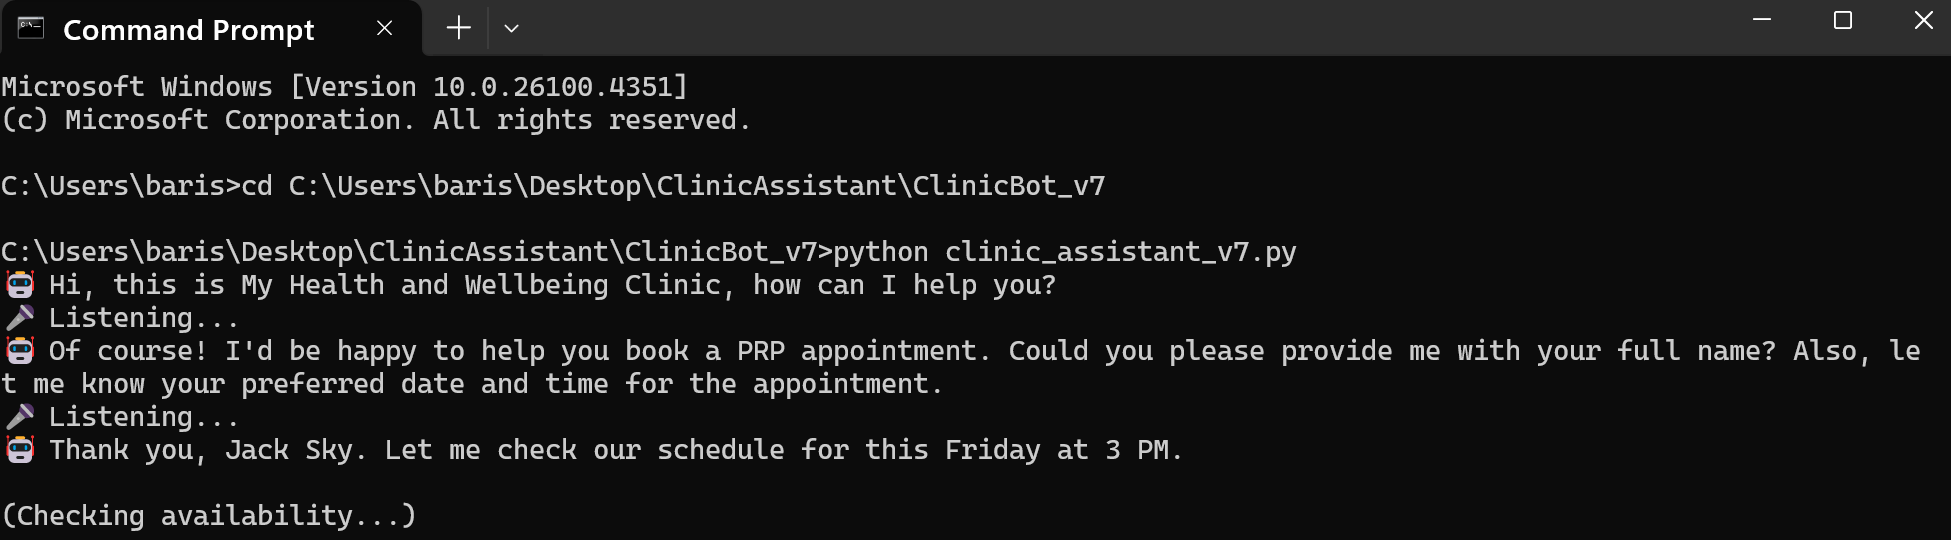 Command Prompt
Microsoft Windows [Version 10.0.26100.4351]
(c) Microsoft Corporation. All rights reserved.
C:\Users\baris>cd C:\Users\baris\Desktop\ClinicAssistant\ClinicBot_v7
C:\Users\baris\Desktop\ClinicAssistant\ClinicBot_v7>python clinic_assistant_v7.py
🤖 Hi, this is My Health and Wellbeing Clinic, how can I help you?
🎤 Listening...
🤖 Of course! I'd be happy to help you book a PRP appointment. Could you please provide me with your full name? Also, le
t me know your preferred date and time for the appointment.
🎤 Listening...
🤖 Thank you, Jack Sky. Let me check our schedule for this Friday at 3 PM.
(Checking availability...)